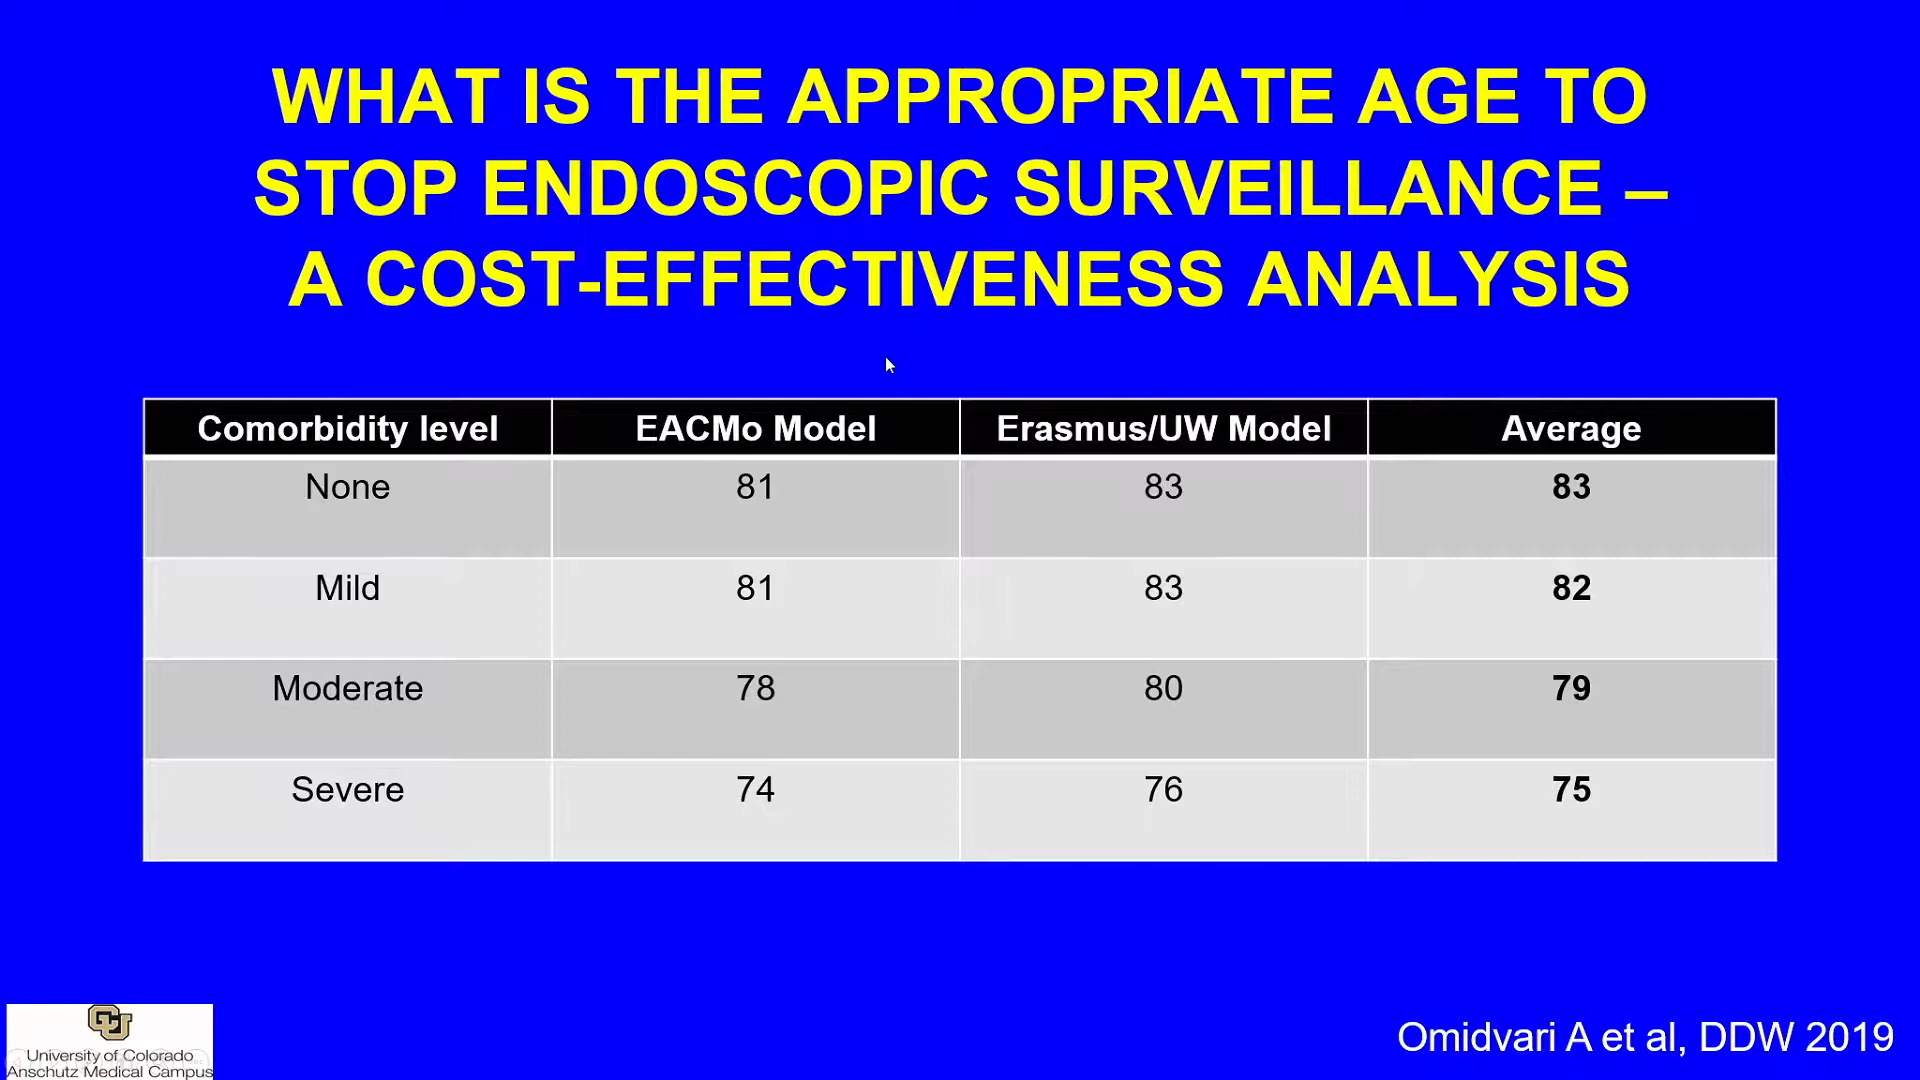 WHAT IS THE APPROPRIATE AGE TO
STOP ENDOSCOPIC SURVEILLANCE –
A COST-EFFECTIVENESS ANALYSIS
Comorbidity level EACMo Model Erasmus/UW Model Average
None 81 83 83
Mild 81 83 82
Moderate 78 80 79
Severe 74 76 75
University of Colorado
Anschutz Medical Campus
Omidvari A et al, DDW 2019